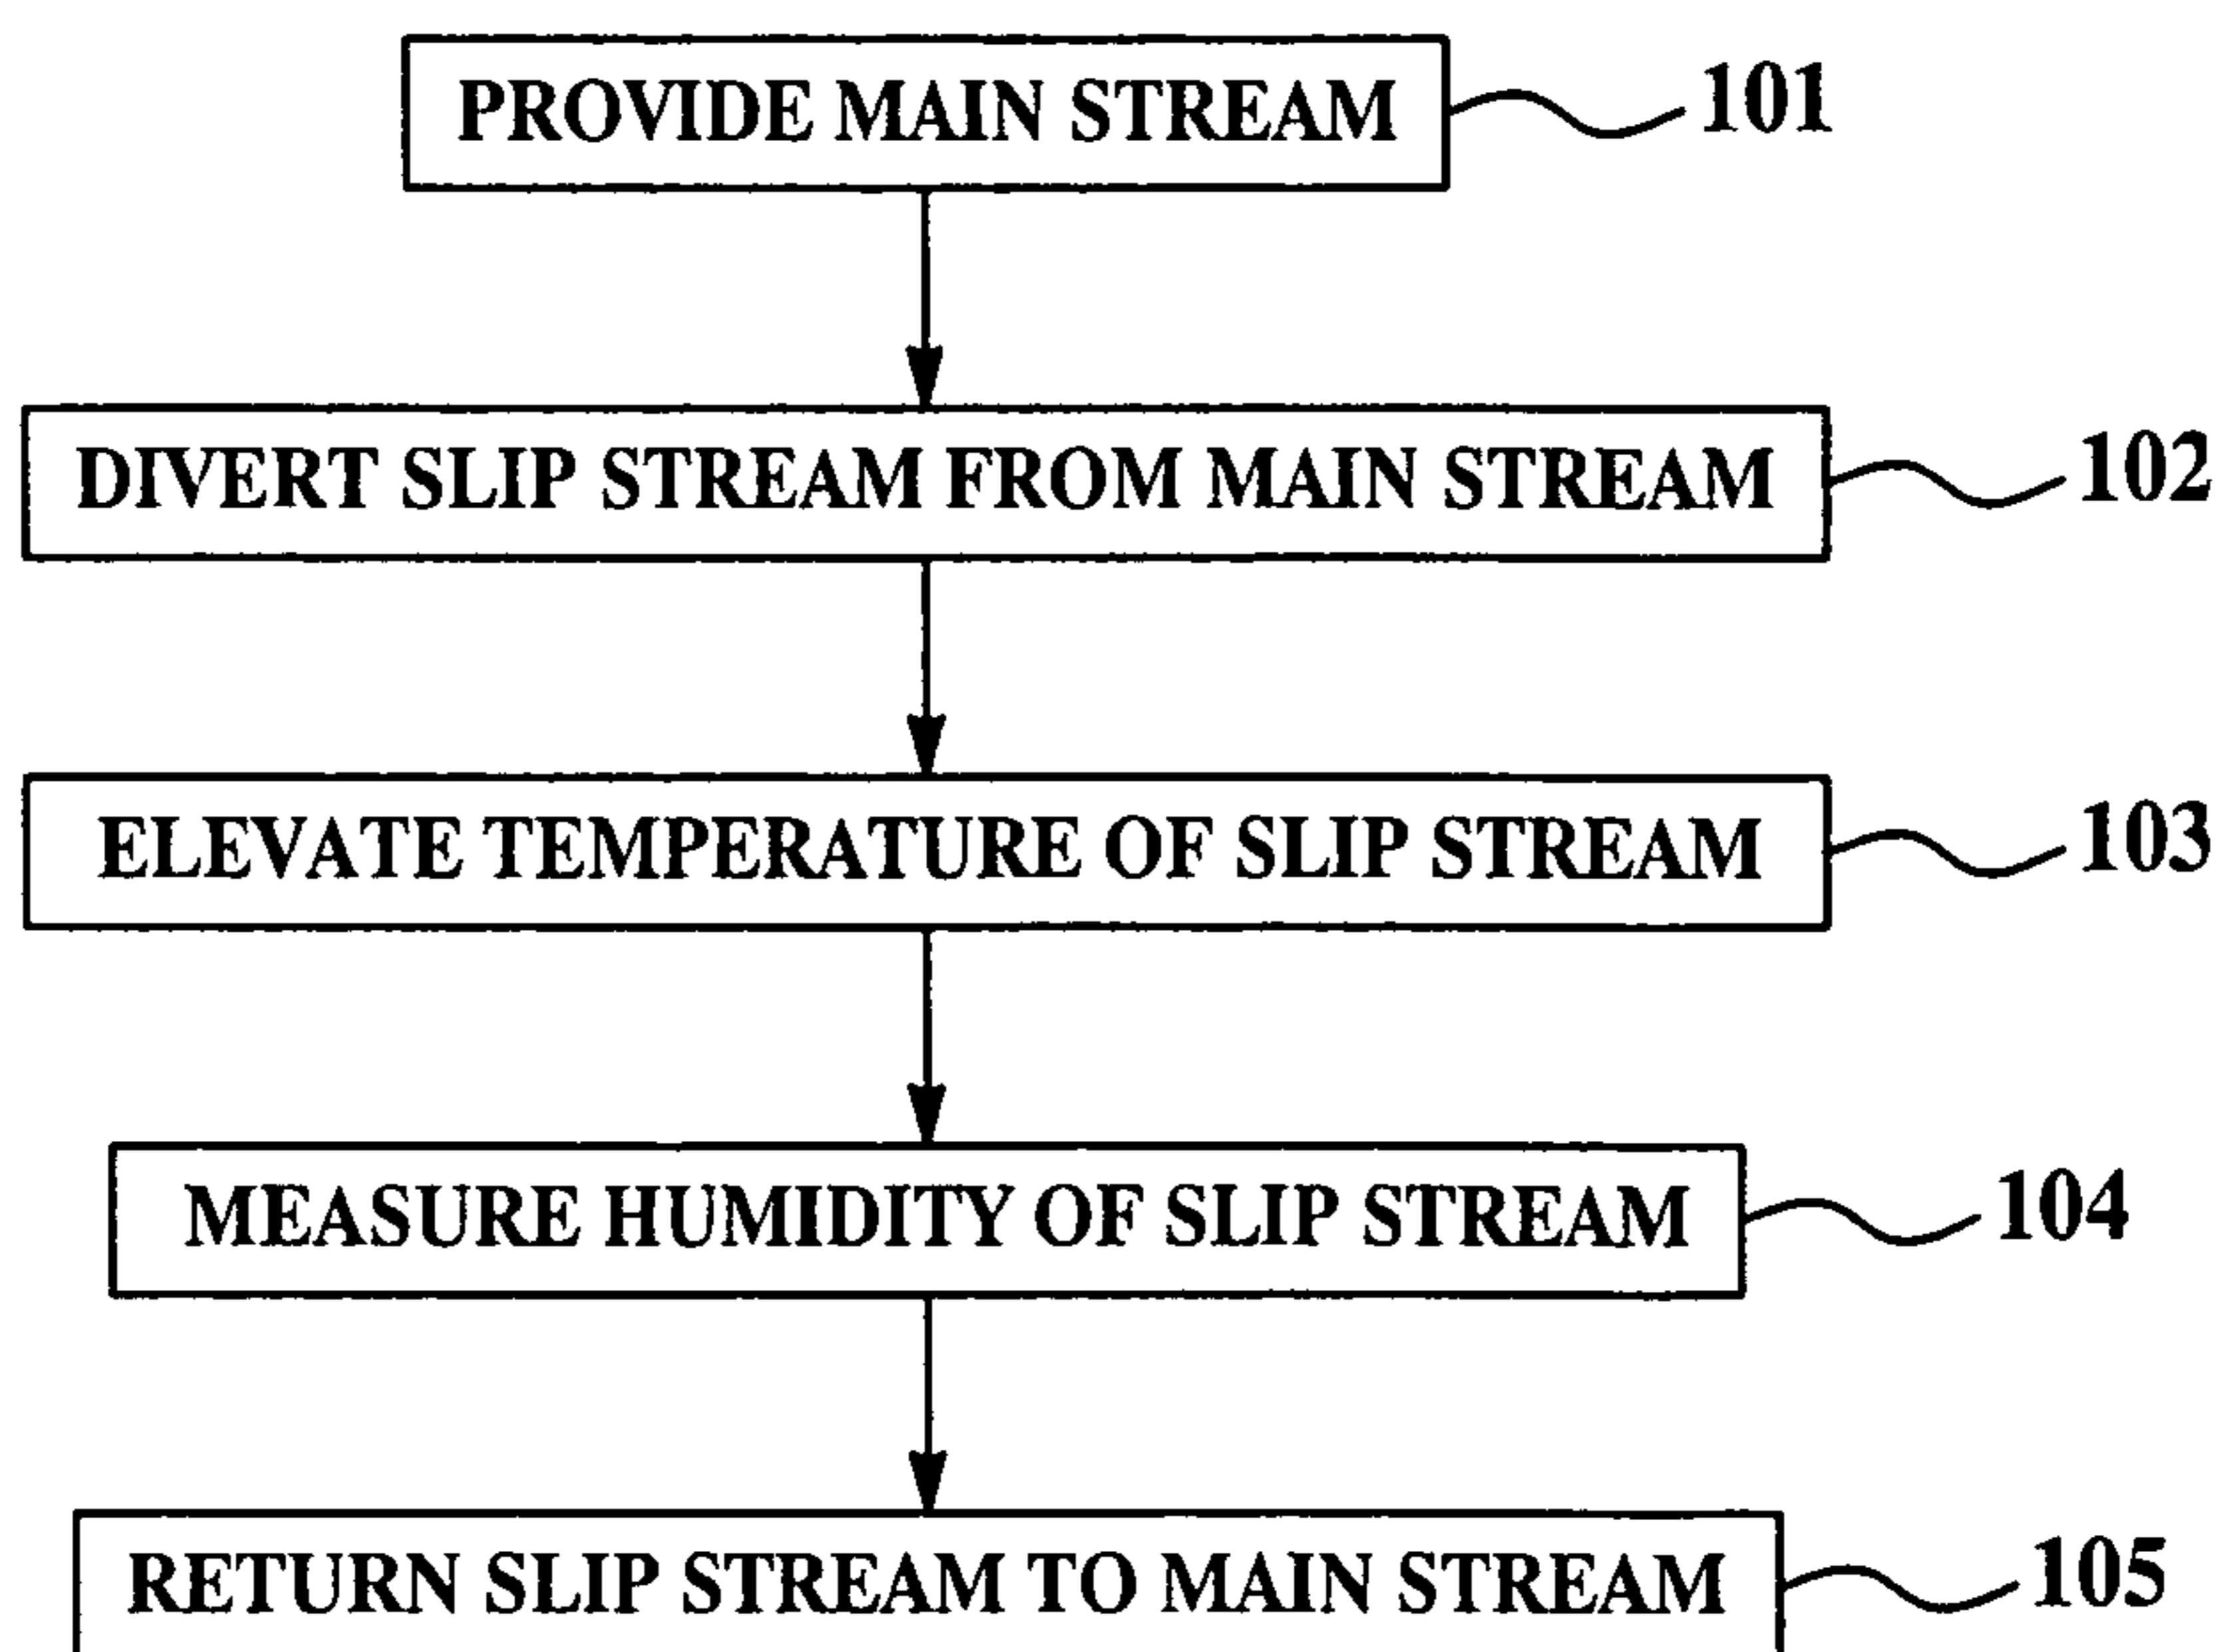 PROVIDE MAIN STREAM 101
DIVERT SLIP STREAM FROM MAIN STREAM 102
ELEVATE TEMPERATURE OF SLIP STREAM 103
MEASURE HUMIDITY OF SLIP STREAM 104
RETURN SLIP STREAM TO MAIN STREAM 105